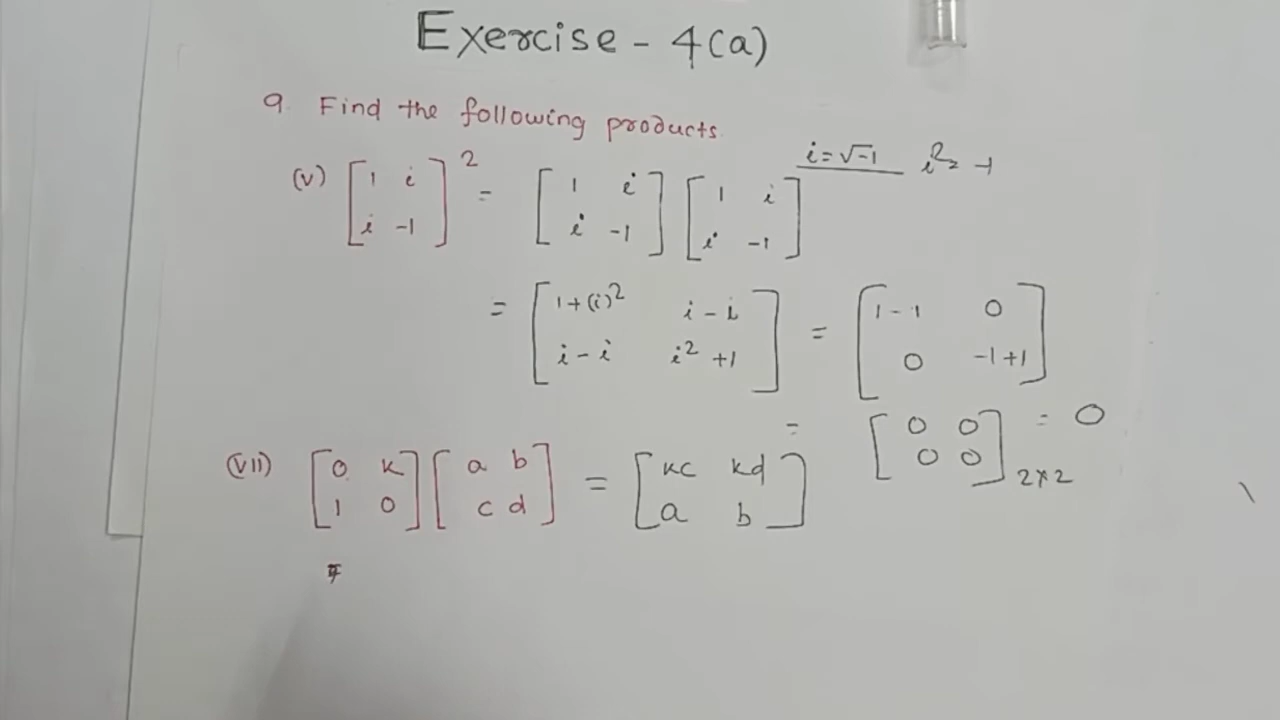 Exercise - 4(a)
9. Find the following products.
i = √-1 i² = -1
(v) [1 i; i -1]² = [1 i; i -1] [1 i; i -1]
= [1+(i)² i-i; i-i i²+1] = [1-1 0; 0 -1+1]
= [0 0; 0 0]2×2 = 0
(vii) [0 k; 1 0] [a b; c d] = [kc kd; a b]